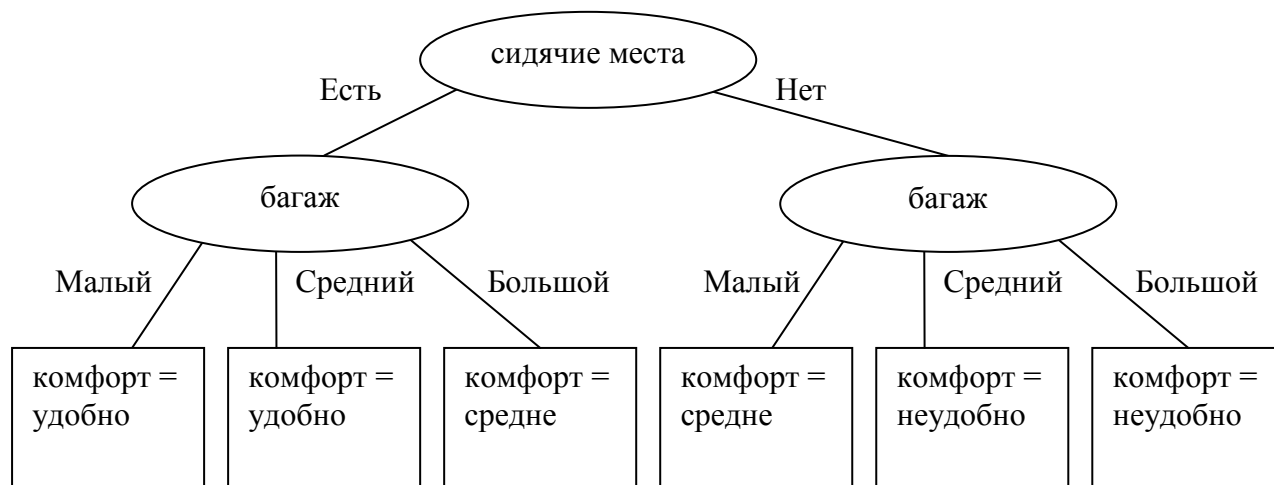 сидячие места
Есть
Нет
багаж
багаж
Малый
Средний
Большой
Малый
Средний
Большой
комфорт =
удобно
комфорт =
удобно
комфорт =
средне
комфорт =
средне
комфорт =
неудобно
комфорт =
неудобно